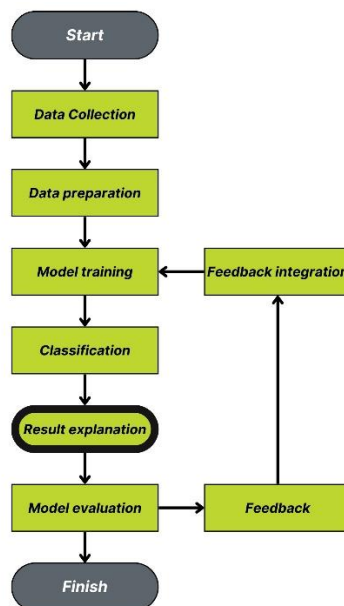 Start
Data Collection
Data preparation
Model training
Feedback integration
Classification
Result explanation
Model evaluation
Feedback
Finish